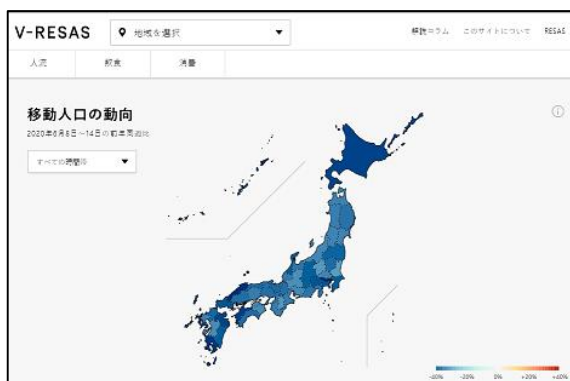 V-RESAS
地域を選択
解説コラム このサイトについて RESAS
人流 飲食 消費
移動人口の動向
2020年6月8日~14日の前年同週比
すべての時間帯
-40% -20% 0% +20% +40%